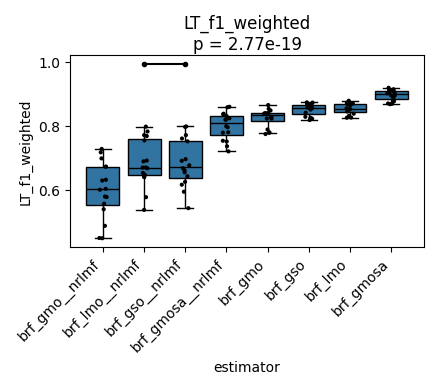 LT_f1_weighted
p = 2.77e-19
LT_f1_weighted
1.0
0.8
0.6
brf_gmo__nrlmf
brf_lmo__nrlmf
brf_gso__nrlmf
brf_gmosa__nrlmf
brf_gmo
brf_gso
brf_lmo
brf_gmosa
estimator